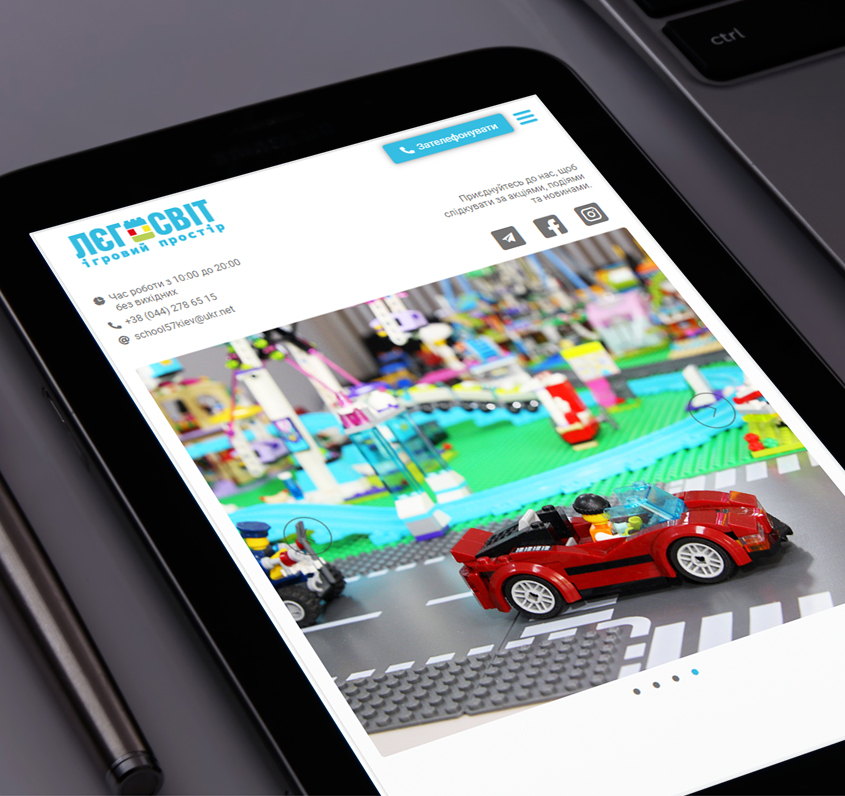 ctrl
Зателефонувати
ЛЄГОСВІТ
ігровий простір
Приєднуйтесь до нас, щоб
слідкувати за акціями, подіями
та новинами.
Час роботи з 10:00 до 20:00
без вихідних
+38 (044) 278 65 15
school57kiev@ukr.net